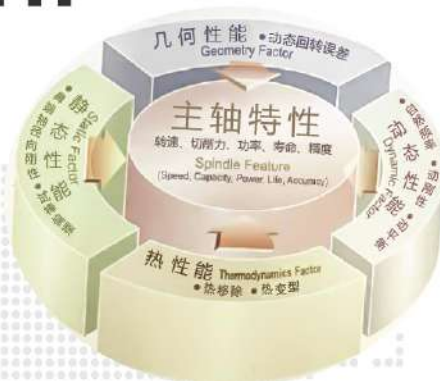 几何性能 •动态回转误差
Geometry Factor
主轴特性
转速、切削力、功率、寿命、精度
Spindle Feature
(Speed, Capacity, Power, Life, Accuracy)
静态性能
Static Factor
动态性能
Dynamic Factor
热性能 Thermodynamics Factor
•热移除 •热变型